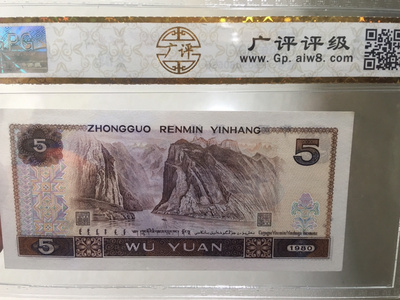 GPG
广评
广评评级
www.Gp.aiw8.com
ZHONGGUO RENMIN YINHANG
5
5
5
WU YUAN
1980